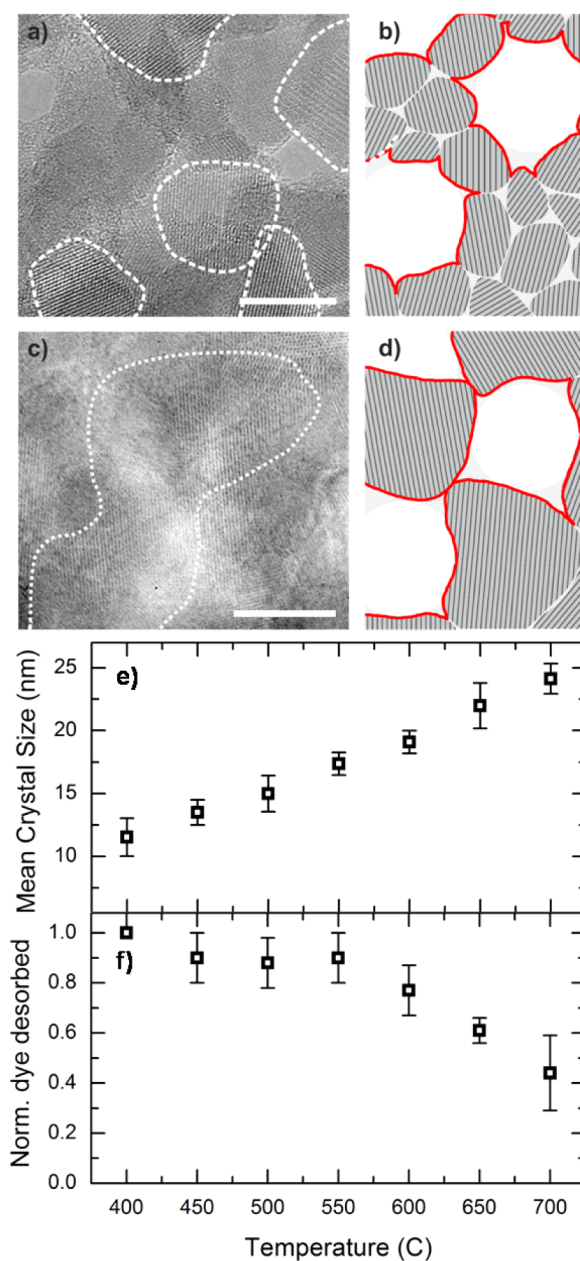 a)
b)
c)
d)
e)
Mean Crystal Size (nm)
25
20
15
10
f)
Norm. dye desorbed
1.0
0.8
0.6
0.4
0.2
0.0
400 450 500 550 600 650 700
Temperature (C)